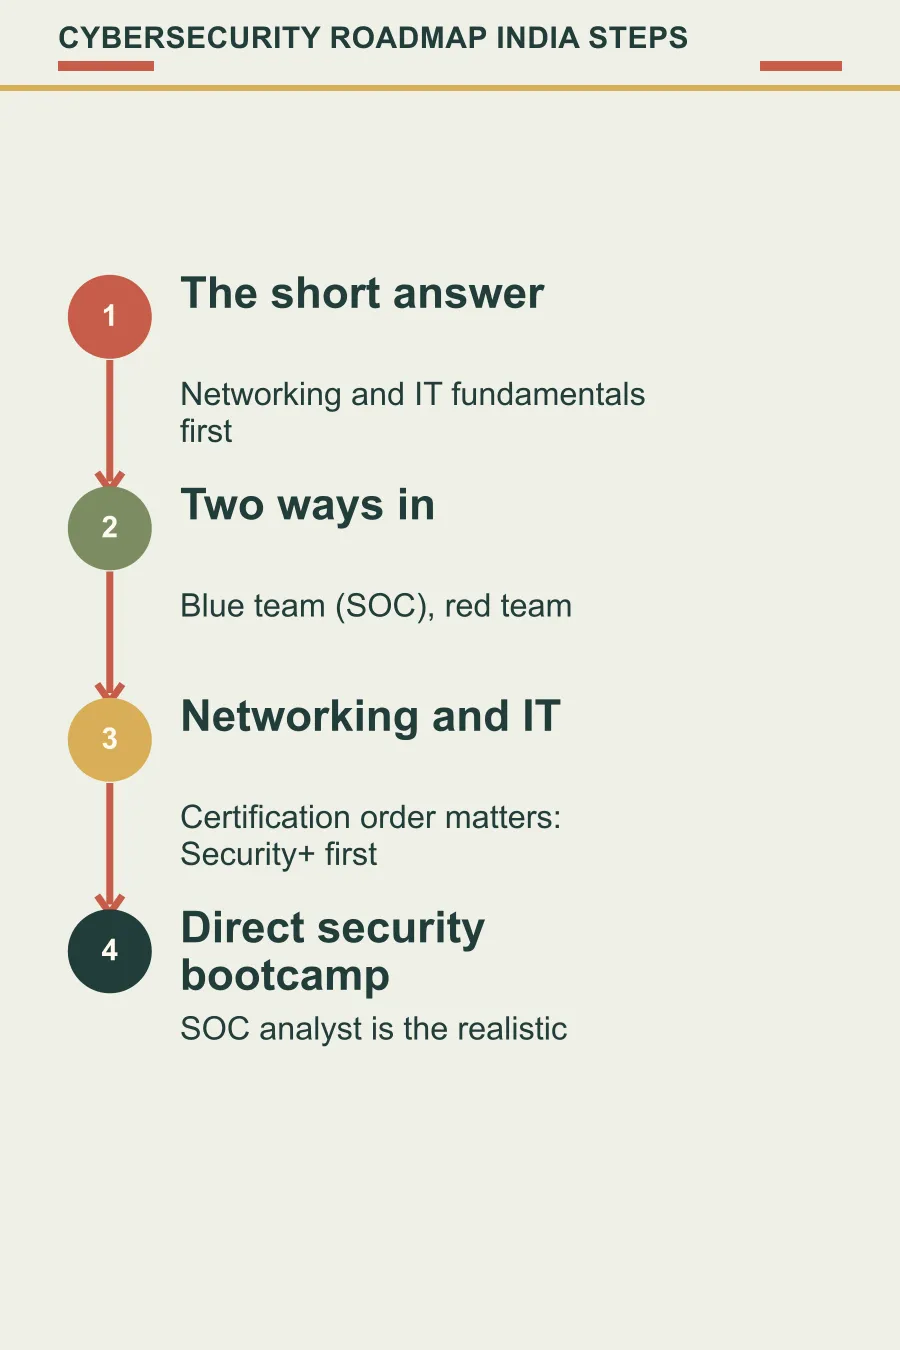 CYBERSECURITY ROADMAP INDIA STEPS
1
The short answer
Networking and IT fundamentals
first
2
Two ways in
Blue team (SOC), red team
3
Networking and IT
Certification order matters:
Security+ first
4
Direct security
bootcamp
SOC analyst is the realistic